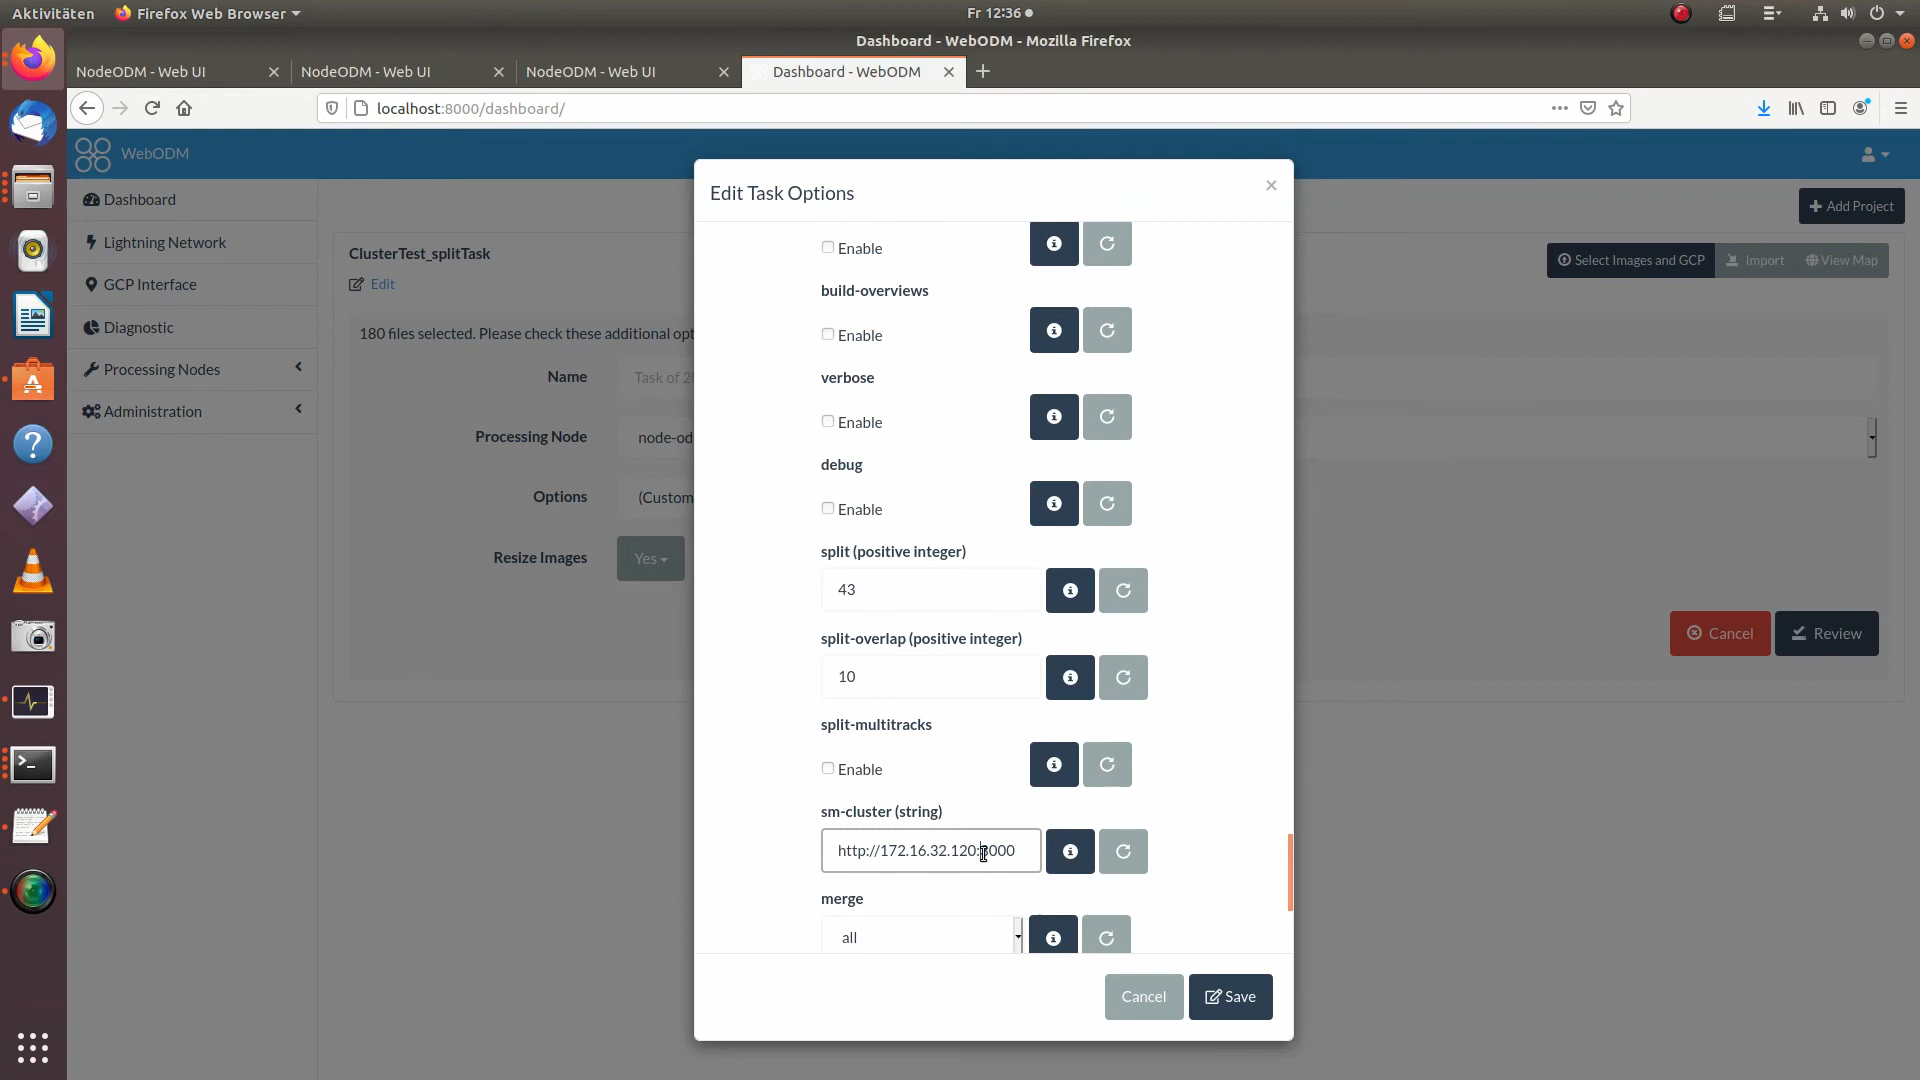 Aktivitäten
Firefox Web Browser
Fr 12:36
Dashboard - WebODM - Mozilla Firefox
NodeODM - Web UI
NodeODM - Web UI
NodeODM - Web UI
Dashboard - WebODM
localhost:8000/dashboard/
WebODM
Edit Task Options
Dashboard
Lightning Network
GCP Interface
Diagnostic
Processing Nodes
Administration
Add Project
ClusterTest_splitTask
Edit
Select Images and GCP
Import
View Map
180 files selected. Please check these additional opt
Name
Task of 20
Processing Node
node-od
Options
(Custom
Resize Images
Yes
Cancel
Review
Enable
build-overviews
Enable
verbose
Enable
debug
Enable
split (positive integer)
43
split-overlap (positive integer)
10
split-multitracks
Enable
sm-cluster (string)
http://172.16.32.120:3000
merge
all
Cancel
Save